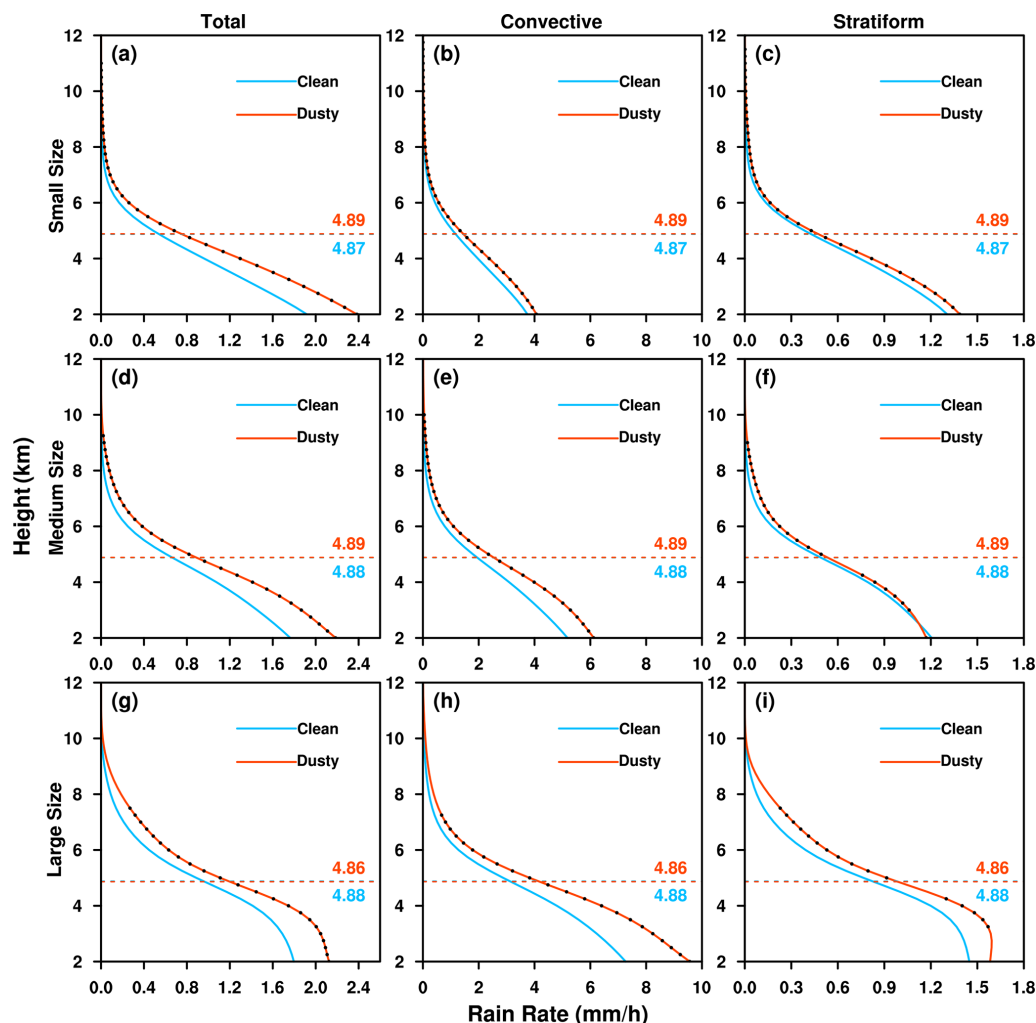 Total Convective Stratiform
12 (a) Clean Dusty 10 8 6 4 2 4.89 4.87
12 (b) Clean Dusty 10 8 6 4 2 4.89 4.87
12 (c) Clean Dusty 10 8 6 4 2 4.89 4.87
Small Size
0.0 0.4 0.8 1.2 1.6 2.0 2.4
0 2 4 6 8 10
0.0 0.3 0.6 0.9 1.2 1.5 1.8
12 (d) Clean Dusty 10 8 6 4 2 4.89 4.88
12 (e) Clean Dusty 10 8 6 4 2 4.89 4.88
12 (f) Clean Dusty 10 8 6 4 2 4.89 4.88
Height (km)
Medium Size
0.0 0.4 0.8 1.2 1.6 2.0 2.4
0 2 4 6 8 10
0.0 0.3 0.6 0.9 1.2 1.5 1.8
12 (g) Clean Dusty 10 8 6 4 2 4.86 4.88
12 (h) Clean Dusty 10 8 6 4 2 4.86 4.88
12 (i) Clean Dusty 10 8 6 4 2 4.86 4.88
Large Size
0.0 0.4 0.8 1.2 1.6 2.0 2.4
0 2 4 6 8 10
0.0 0.3 0.6 0.9 1.2 1.5 1.8
Rain Rate (mm/h)